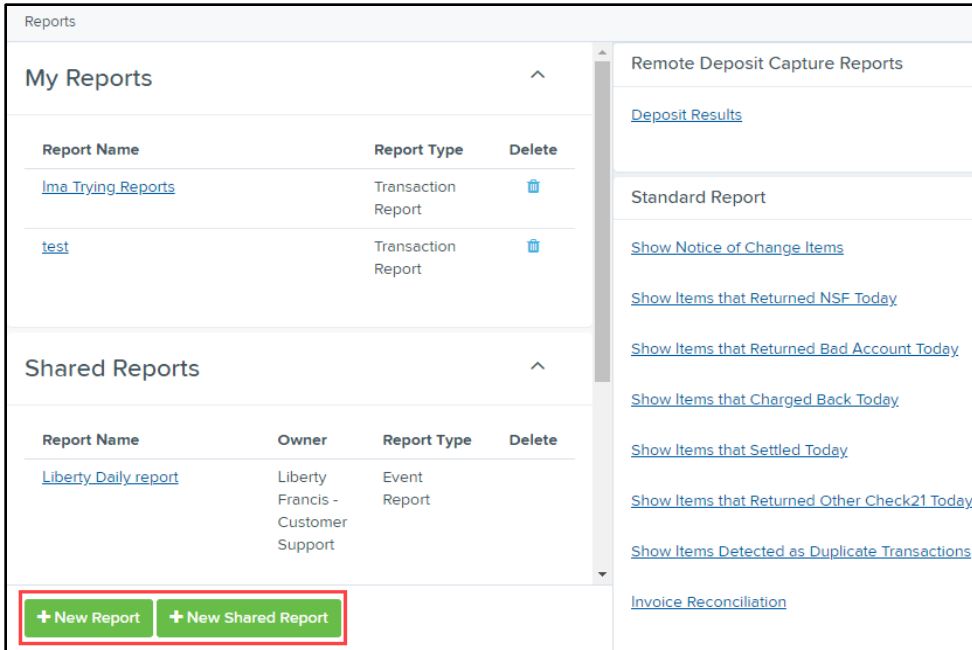 Reports
My Reports
Report Name Report Type Delete
Ima Trying Reports Transaction
Report
test Transaction
Report
Shared Reports
Report Name Owner Report Type Delete
Liberty Daily report Liberty Event
Francis - Report
Customer
Support
+ New Report + New Shared Report
Remote Deposit Capture Reports
Deposit Results
Standard Report
Show Notice of Change Items
Show Items that Returned NSF Today
Show Items that Returned Bad Account Today
Show Items that Charged Back Today
Show Items that Settled Today
Show Items that Returned Other Check21 Today
Show Items Detected as Duplicate Transactions
Invoice Reconciliation